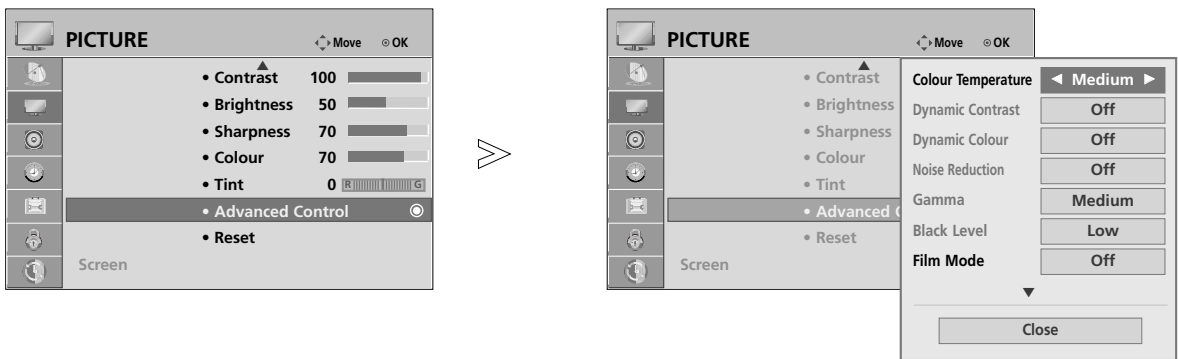 PICTURE
Move OK
• Contrast 100
• Brightness 50
• Sharpness 70
• Colour 70
• Tint 0 R G
• Advanced Control
• Reset
Screen
PICTURE
Move OK
• Contrast
• Brightness
• Sharpness
• Colour
• Tint
• Advanced C
• Reset
Screen
Colour Temperature ◄ Medium ►
Dynamic Contrast Off
Dynamic Colour Off
Noise Reduction Off
Gamma Medium
Black Level Low
Film Mode Off
▼
Close